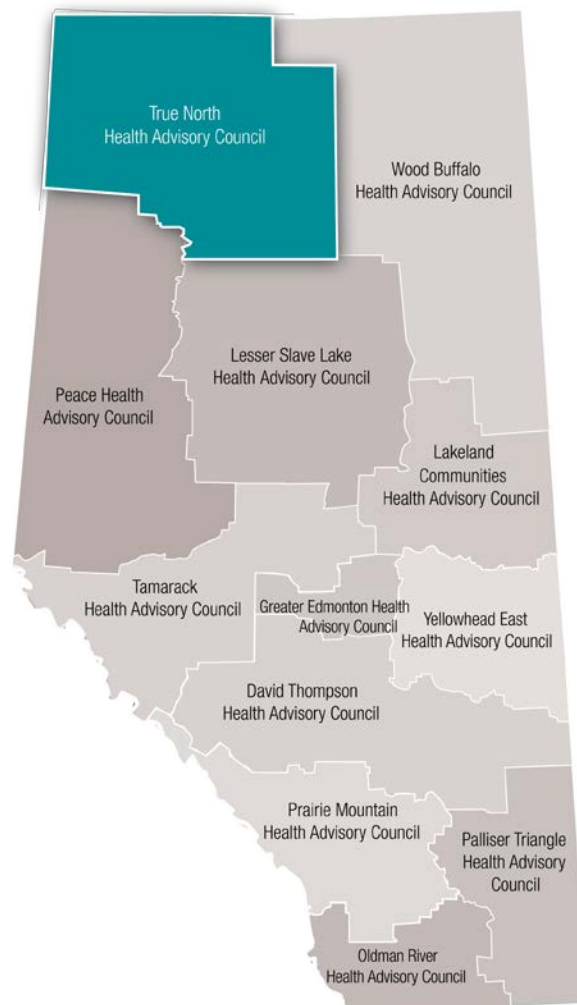 True North
Health Advisory Council
Wood Buffalo
Health Advisory Council
Peace Health
Advisory Council
Lesser Slave Lake
Health Advisory Council
Lakeland
Communities
Health Advisory Council
Tamarack
Health Advisory Council
Greater Edmonton Health
Advisory Council
Yellowhead East
Health Advisory Council
David Thompson
Health Advisory Council
Prairie Mountain
Health Advisory Council
Palliser Triangle
Health Advisory
Council
Oldman River
Health Advisory Council